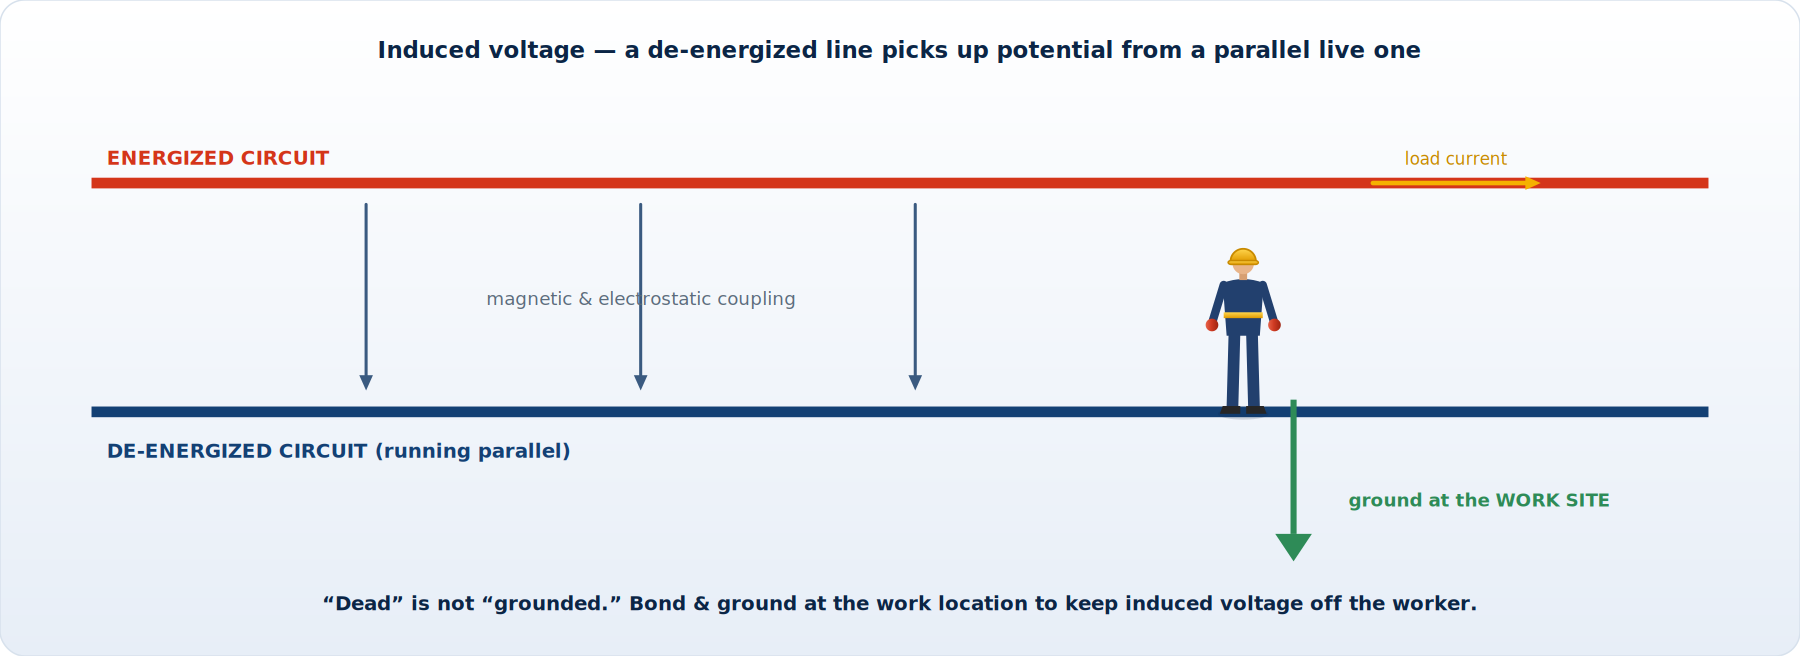 Induced voltage — a de-energized line picks up potential from a parallel live one
ENERGIZED CIRCUIT
load current
magnetic & electrostatic coupling
DE-ENERGIZED CIRCUIT (running parallel)
ground at the WORK SITE
“Dead” is not “grounded.” Bond & ground at the work location to keep induced voltage off the worker.